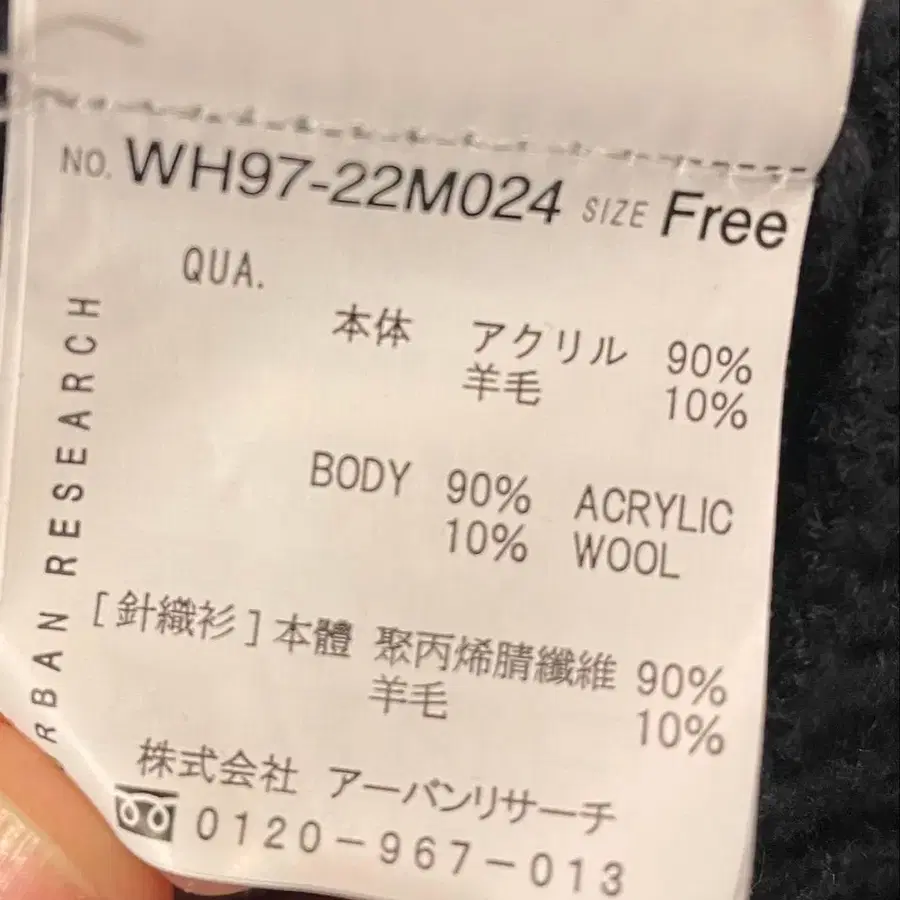 NO. WH97-22M024 SIZE Free
QUA.
本体 アクリル 90%
羊毛 10%
BODY 90% ACRYLIC
10% WOOL
[針織衫]本體 聚丙烯腈纖維 90%
羊毛 10%
株式会社 アーバンリサーチ
0120-967-013
RBAN RESEARCH